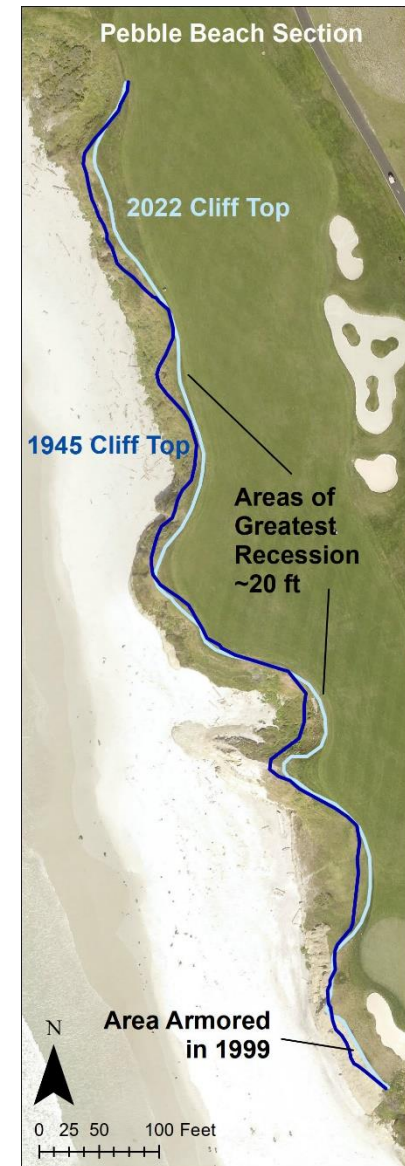 Pebble Beach Section
2022 Cliff Top
1945 Cliff Top
Areas of
Greatest
Recession
~20 ft
Area Armored
in 1999
N
0 25 50 100 Feet